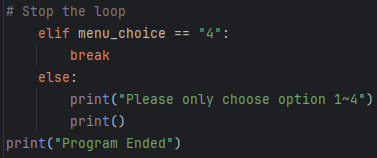 # Stop the loop
    elif menu_choice == "4":
        break
    else:
        print("Please only choose option 1~4")
        print()
print("Program Ended")